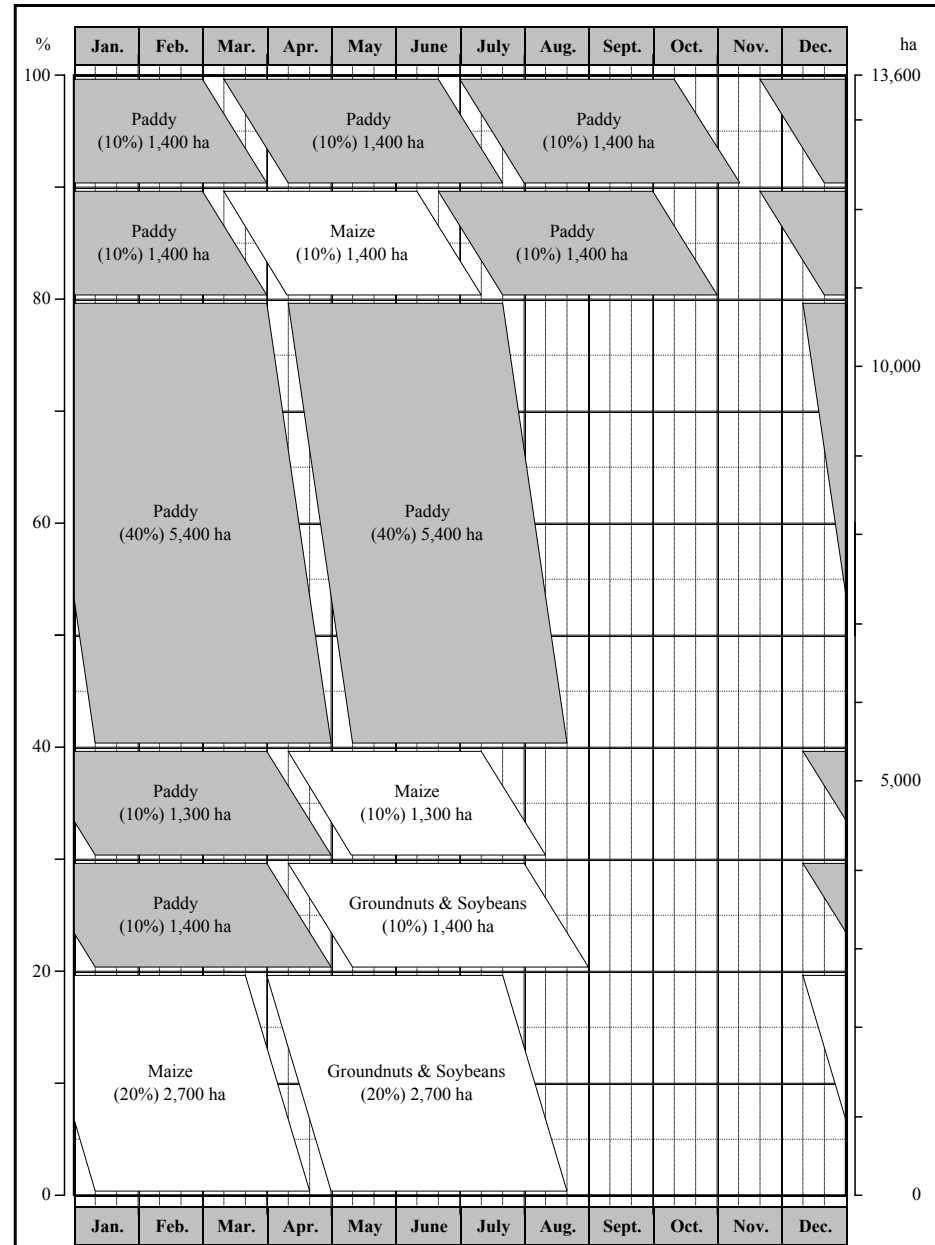 % Jan. Feb. Mar. Apr. May June July Aug. Sept. Oct. Nov. Dec. ha
100 13,600
Paddy Paddy Paddy
(10%) 1,400 ha (10%) 1,400 ha (10%) 1,400 ha
Paddy Maize Paddy
(10%) 1,400 ha (10%) 1,400 ha (10%) 1,400 ha
80
10,000
Paddy Paddy
60
(40%) 5,400 ha (40%) 5,400 ha
40
5,000
Paddy Maize
(10%) 1,300 ha (10%) 1,300 ha
Paddy Groundnuts & Soybeans
(10%) 1,400 ha (10%) 1,400 ha
20
Maize Groundnuts & Soybeans
(20%) 2,700 ha (20%) 2,700 ha
0 0
Jan. Feb. Mar. Apr. May June July Aug. Sept. Oct. Nov. Dec.